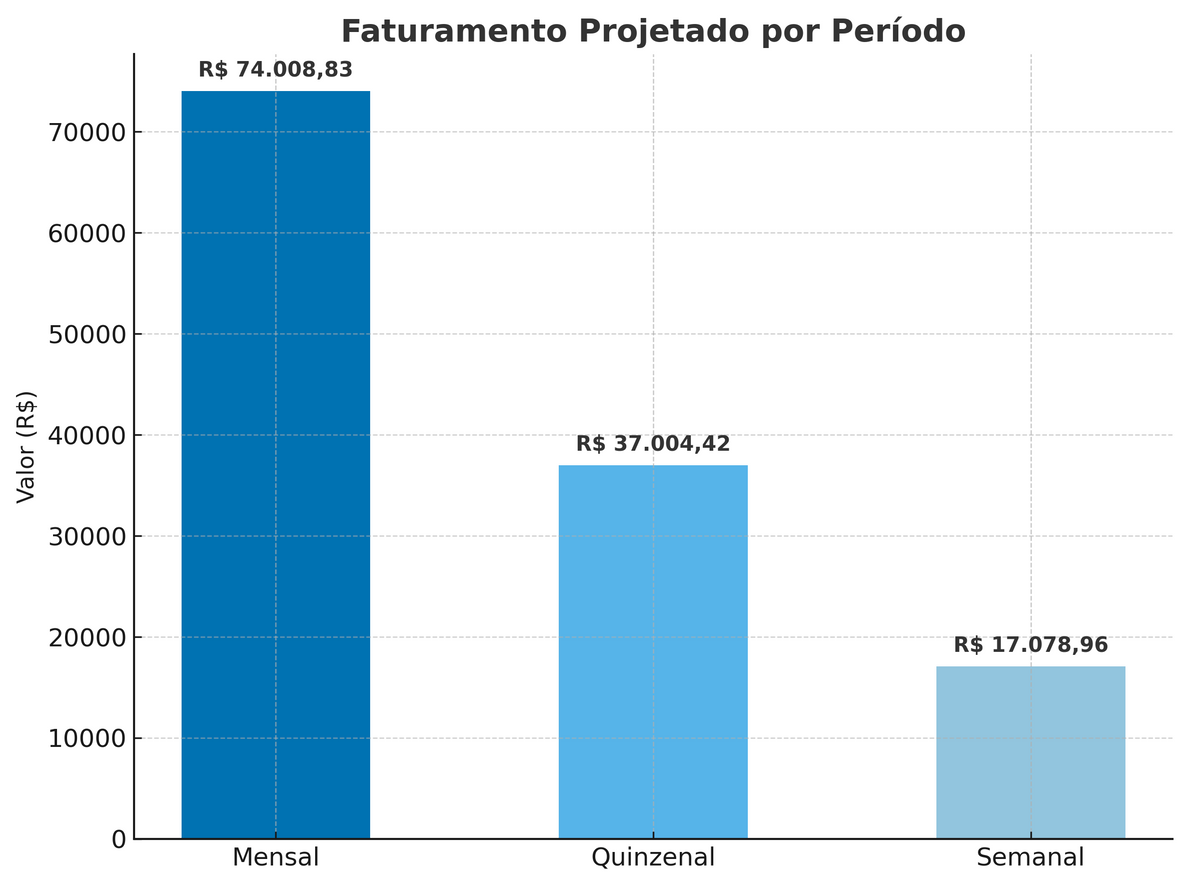 Faturamento Projetado por Período
R$ 74.008,83
70000
60000
50000
Valor (R$)
40000
R$ 37.004,42
30000
20000
R$ 17.078,96
10000
0
Mensal
Quinzenal
Semanal